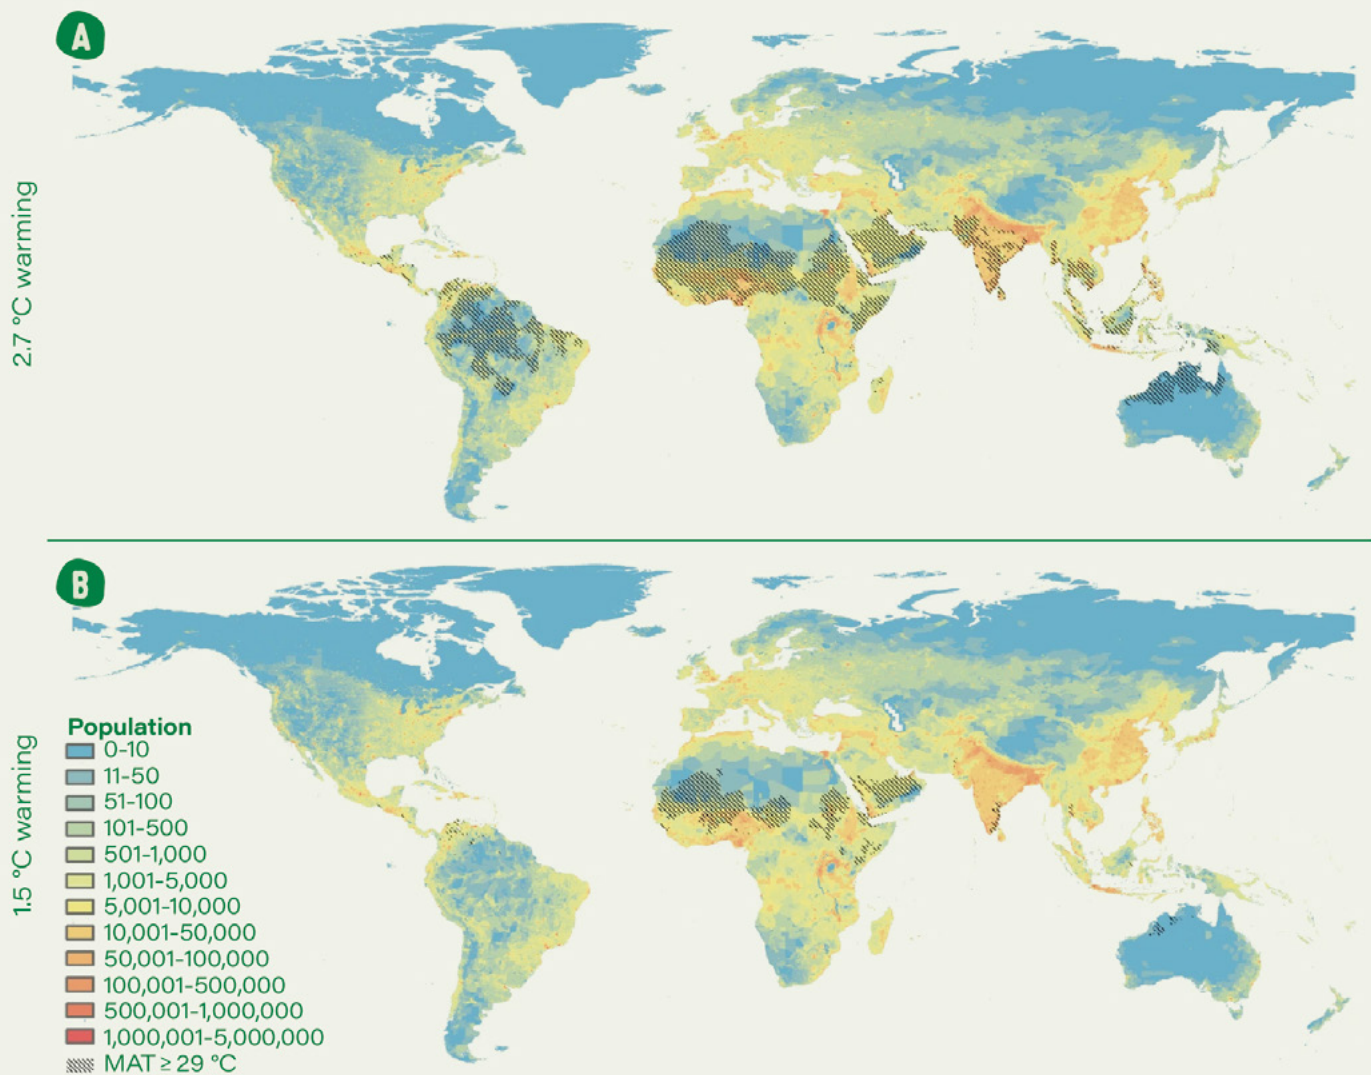 A
2.7 °C warming
B
1.5 °C warming
Population
0-10
11-50
51-100
101-500
501-1,000
1,001-5,000
5,001-10,000
10,001-50,000
50,001-100,000
100,001-500,000
500,001-1,000,000
1,000,001-5,000,000
MAT ≥ 29 °C